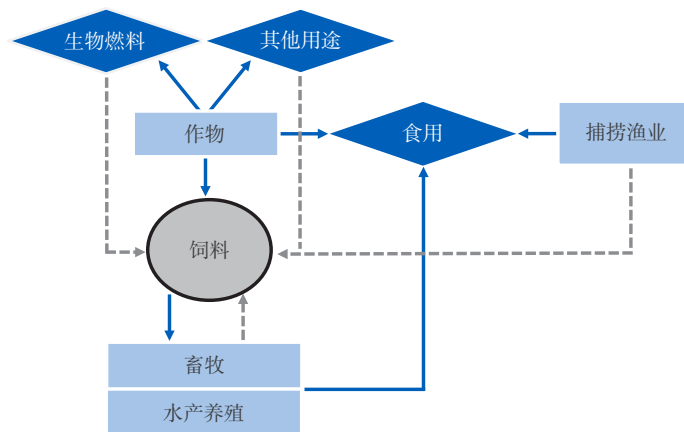 生物燃料
其他用途
作物
食用
捕捞渔业
饲料
畜牧
水产养殖